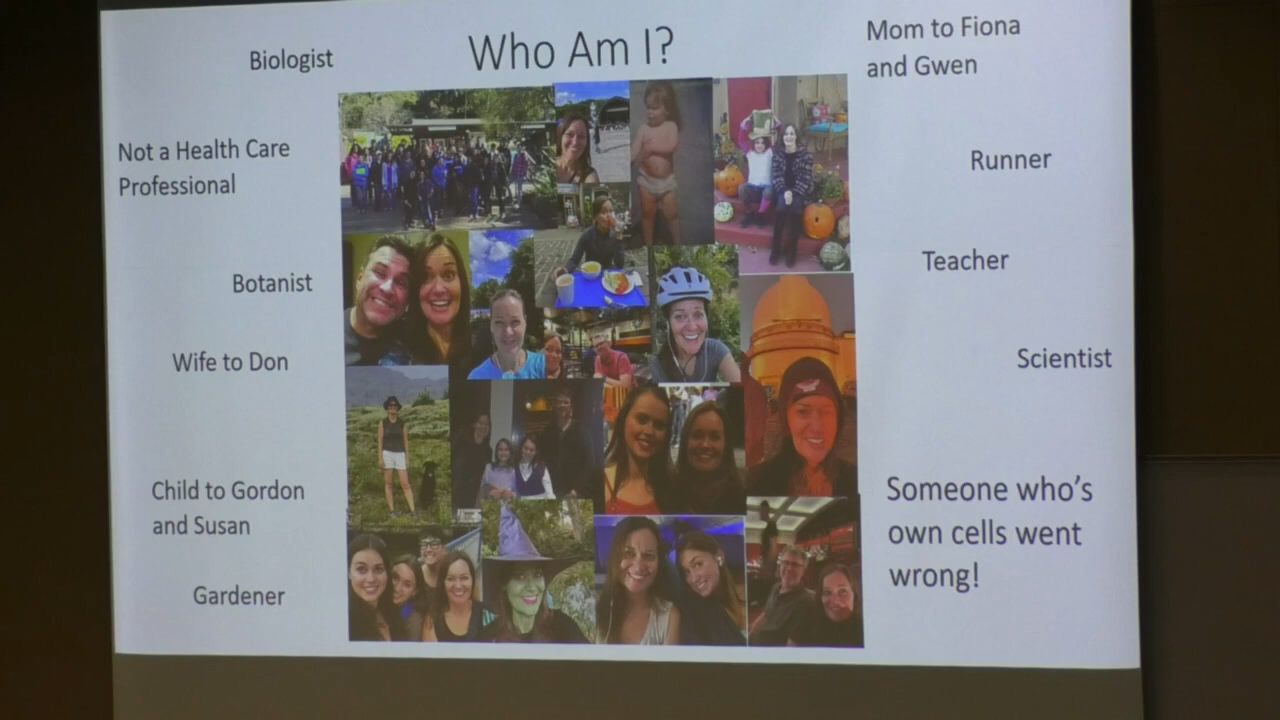 Who Am I?
Biologist
Not a Health Care
Professional
Botanist
Wife to Don
Child to Gordon
and Susan
Gardener
Mom to Fiona
and Gwen
Runner
Teacher
Scientist
Someone who's
own cells went
wrong!